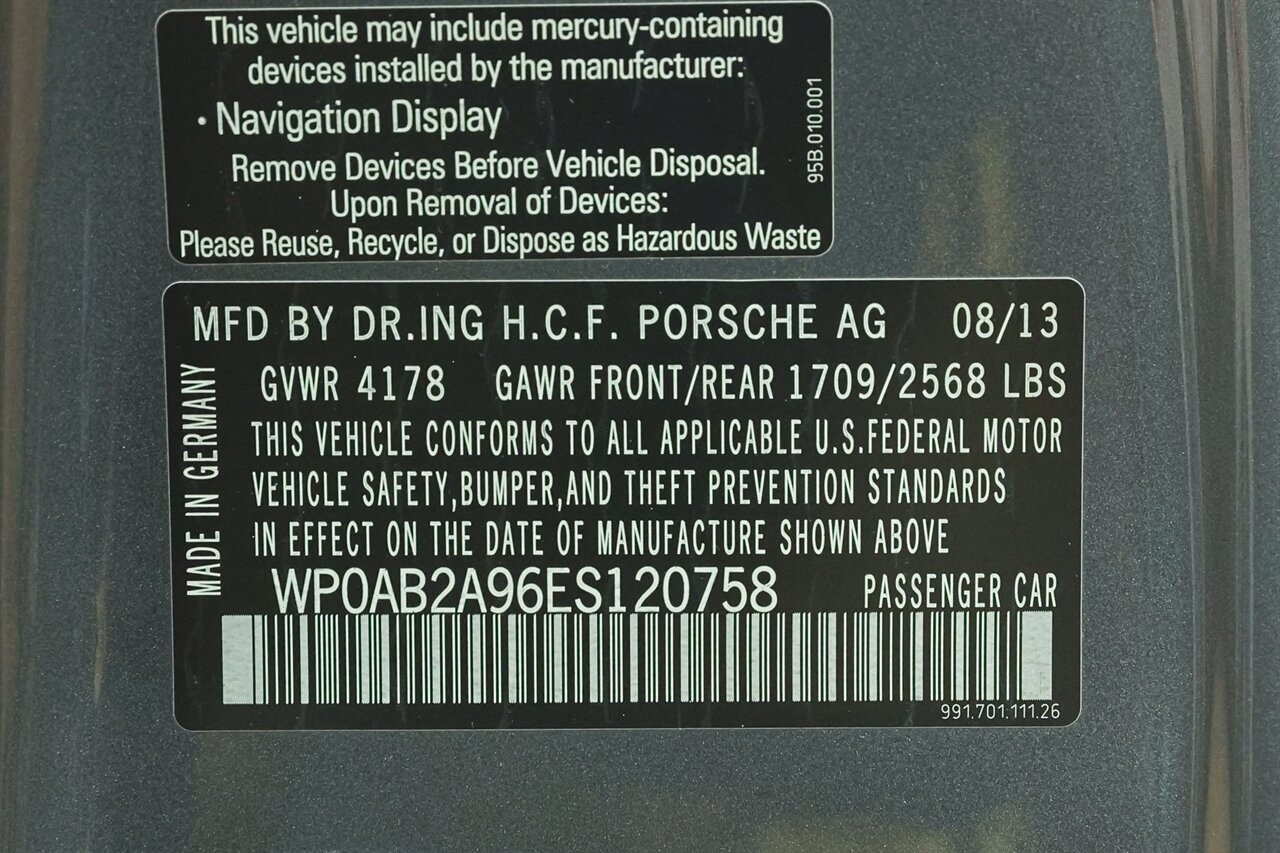 This vehicle may include mercury-containing
devices installed by the manufacturer:
• Navigation Display
Remove Devices Before Vehicle Disposal.
Upon Removal of Devices:
Please Reuse, Recycle, or Dispose as Hazardous Waste
95B.010.001
MFD BY DR.ING H.C.F. PORSCHE AG 08/13
GVWR 4178 GAWR FRONT/REAR 1709/2568 LBS
THIS VEHICLE CONFORMS TO ALL APPLICABLE U.S.FEDERAL MOTOR
VEHICLE SAFETY,BUMPER,AND THEFT PREVENTION STANDARDS
IN EFFECT ON THE DATE OF MANUFACTURE SHOWN ABOVE
MADE IN GERMANY
WP0AB2A96ES120758 PASSENGER CAR
991.701.111.26